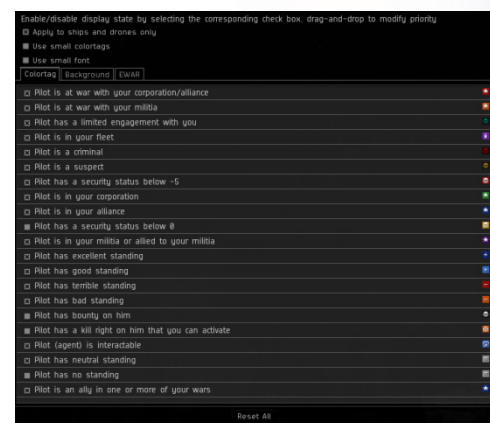 Enable/disable display state by selecting the corresponding check box, drag-and-drop to modify priority
Apply to ships and drones only
Use small colortags
Use small font
Colortag Background EWAR
Pilot is at war with your corporation/alliance
Pilot is at war with your militia
Pilot has a limited engagement with you
Pilot is in your fleet
Pilot is a criminal
Pilot is a suspect
Pilot has a security status below -5
Pilot is in your corporation
Pilot is in your alliance
Pilot has a security status below 0
Pilot is in your militia or allied to your militia
Pilot has excellent standing
Pilot has good standing
Pilot has terrible standing
Pilot has bad standing
Pilot has bounty on him
Pilot has a kill right on him that you can activate
Pilot (agent) is interactable
Pilot has neutral standing
Pilot has no standing
Pilot is an ally in one or more of your wars
Reset All